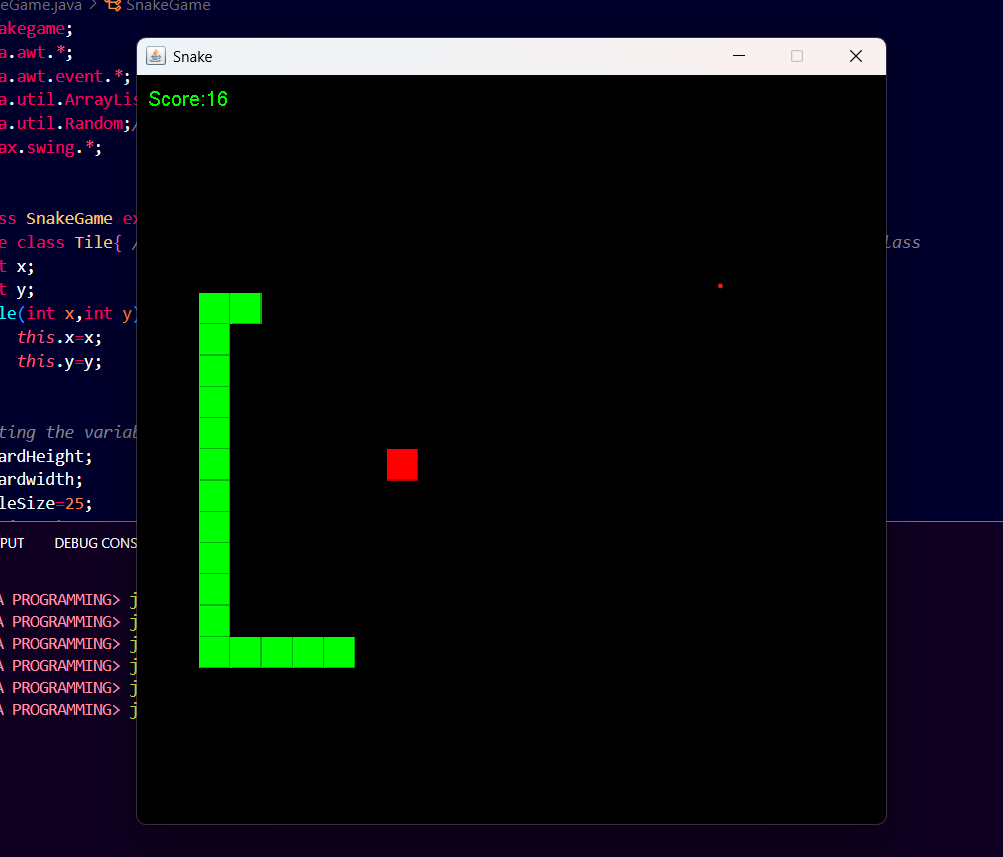 eGame.java > SnakeGame
akegame;
a.awt.*;
a.awt.event.*;
a.util.ArrayLis
a.util.Random;/
ax.swing.*;
ss SnakeGame ex
e class Tile{ / lass
t x;
t y;
le(int x,int y)
this.x=x;
this.y=y;
ting the variab
ardHeight;
ardwidth;
leSize=25;
Snake
Score:16
PUT DEBUG CONS
A PROGRAMMING> j
A PROGRAMMING> j
A PROGRAMMING> j
A PROGRAMMING> j
A PROGRAMMING> j
A PROGRAMMING> j